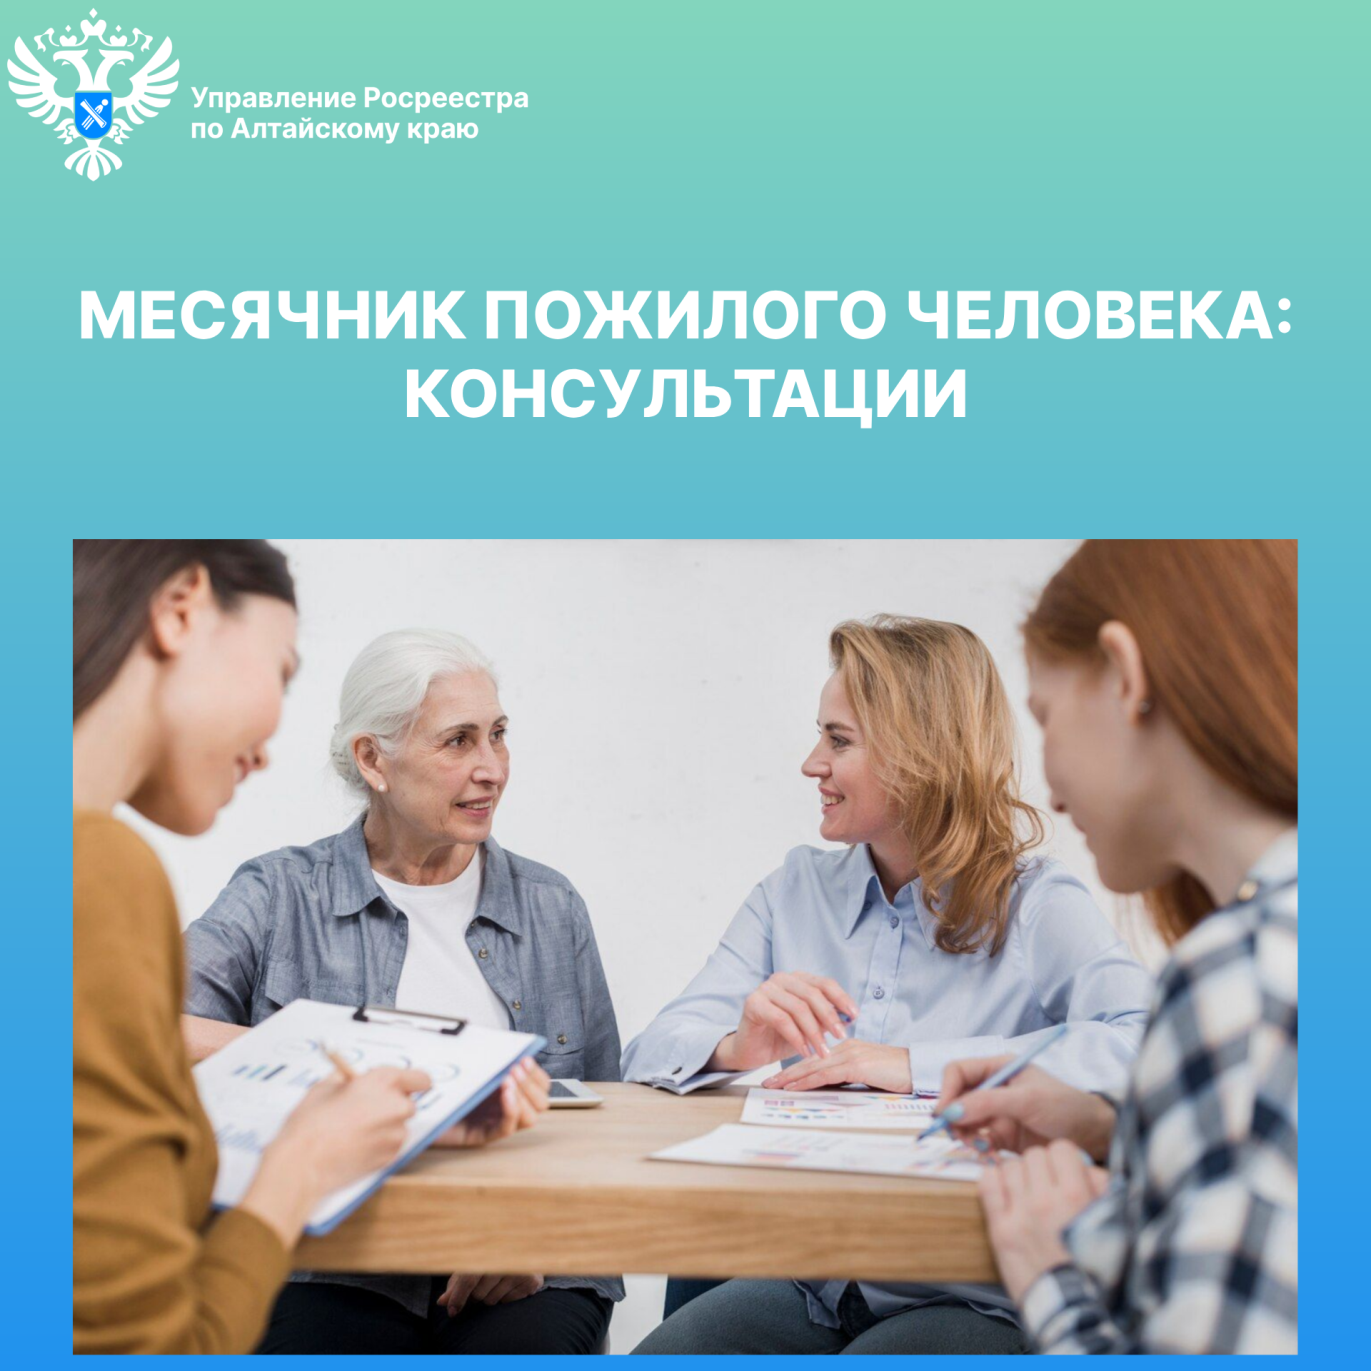 Управление Росреестра
по Алтайскому краю
МЕСЯЧНИК ПОЖИЛОГО ЧЕЛОВЕКА:
КОНСУЛЬТАЦИИ